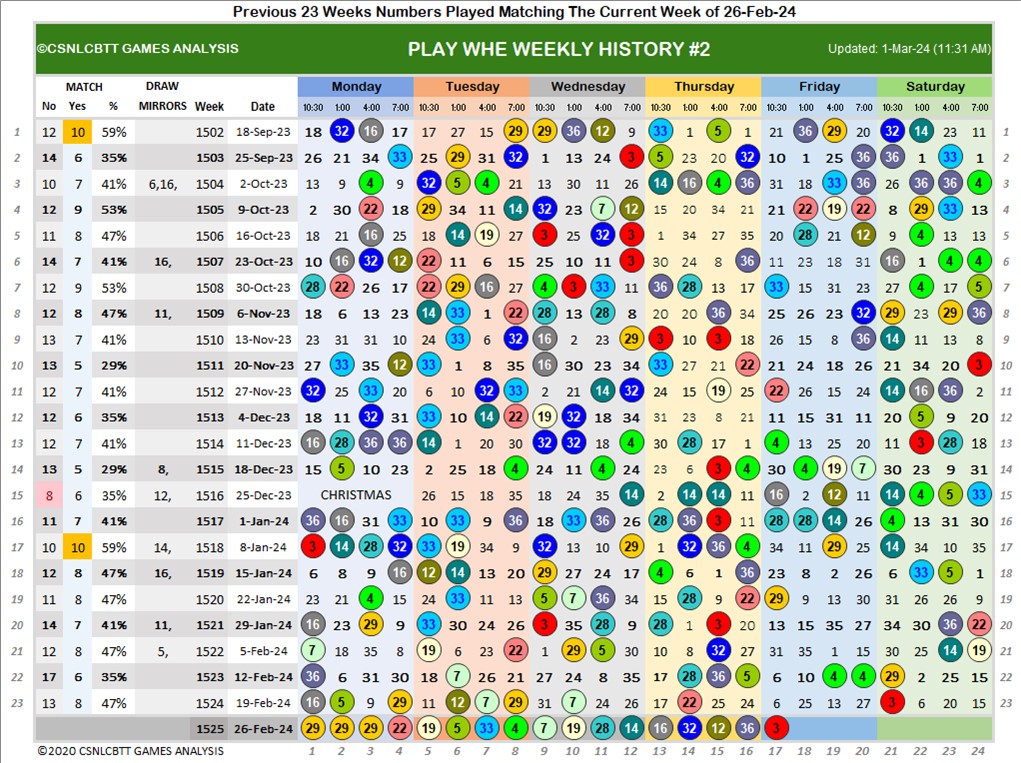 Previous 23 Weeks Numbers Played Matching The Current Week of 26-Feb-24
©CSNLCBTT GAMES ANALYSIS PLAY WHE WEEKLY HISTORY #2 Updated: 1-Mar-24 (11:31 AM)
MATCH DRAW Monday Tuesday Wednesday Thursday Friday Saturday
No Yes % MIRRORS Week Date 10:30 1:00 4:00 7:00 10:30 1:00 4:00 7:00 10:30 1:00 4:00 7:00 10:30 1:00 4:00 7:00 10:30 1:00 4:00 7:00 10:30 1:00 4:00 7:00
1 12 10 59% 1502 18-Sep-23 18 32 16 17 17 27 15 29 29 36 12 9 33 1 5 1 21 36 29 20 32 14 23 11 1
2 14 6 35% 1503 25-Sep-23 26 21 34 33 25 29 31 32 1 13 24 3 5 23 20 32 10 1 25 36 36 1 33 1 2
3 10 7 41% 6,16, 1504 2-Oct-23 13 9 4 9 32 5 4 21 13 30 11 26 14 16 4 36 31 18 33 36 26 36 36 4 3
4 12 9 53% 1505 9-Oct-23 2 30 22 18 29 34 11 14 32 23 7 12 15 20 34 21 21 22 19 22 8 29 33 13 4
5 11 8 47% 1506 16-Oct-23 18 21 16 25 18 14 19 27 3 25 32 3 1 34 27 35 20 28 21 12 9 4 13 13 5
6 14 7 41% 16, 1507 23-Oct-23 10 16 32 12 22 11 6 15 25 10 11 3 30 24 8 36 11 23 18 31 16 1 4 4 6
7 12 9 53% 1508 30-Oct-23 28 22 26 17 22 29 16 27 4 3 33 11 36 28 13 17 33 15 31 23 27 4 17 5 7
8 12 8 47% 11, 1509 6-Nov-23 18 6 13 23 14 33 1 22 28 13 28 8 20 20 36 34 25 26 23 32 29 23 29 36 8
9 13 7 41% 1510 13-Nov-23 23 31 31 10 24 33 6 32 16 2 23 29 3 10 3 18 26 15 9 36 14 11 13 8 9
10 13 5 29% 1511 20-Nov-23 27 33 35 12 33 1 8 35 16 30 23 34 33 27 21 22 21 24 18 26 21 34 20 3 10
11 12 7 41% 1512 27-Nov-23 32 25 33 20 6 10 32 33 2 21 14 32 24 15 19 25 22 26 15 24 14 16 36 2 11
12 12 6 35% 1513 4-Dec-23 18 11 32 31 33 10 14 22 19 32 18 34 31 23 8 21 11 15 31 11 20 5 9 20 12
13 12 7 41% 1514 11-Dec-23 16 28 36 36 14 1 20 30 32 32 18 4 30 28 17 1 4 13 25 20 11 3 28 18 13
14 13 5 29% 8, 1515 18-Dec-23 15 5 10 23 2 25 18 4 24 11 4 24 23 6 3 14 30 4 19 7 30 23 9 31 14
15 8 6 35% 12, 1516 25-Dec-23 CHRISTMAS 26 15 18 35 18 24 35 14 2 14 14 11 16 2 12 11 14 4 5 33 15
16 11 7 41% 1517 1-Jan-24 36 16 31 33 10 33 9 36 18 33 36 26 28 36 3 11 28 28 14 26 4 13 31 30 16
17 10 10 59% 14, 1518 8-Jan-24 3 14 28 32 33 19 34 9 32 13 10 29 1 32 36 4 34 11 29 25 14 34 10 35 17
18 12 8 47% 16, 1519 15-Jan-24 6 8 9 16 12 14 13 20 29 27 24 17 4 6 1 36 23 8 2 26 6 33 5 1 18
19 11 8 47% 1520 22-Jan-24 23 21 4 15 24 33 11 13 5 7 36 34 15 28 9 22 29 9 13 30 31 26 26 9 19
20 14 7 41% 11, 1521 29-Jan-24 16 23 29 9 33 30 24 26 3 35 28 9 28 1 3 20 13 15 35 27 34 30 36 22 20
21 12 8 47% 5, 1522 5-Feb-24 7 18 35 8 19 6 23 22 1 29 5 30 10 8 32 27 31 35 1 15 30 25 14 19 21
22 17 6 35% 1523 12-Feb-24 36 6 31 30 18 7 26 21 27 24 8 35 17 28 36 5 6 10 4 4 29 2 25 15 22
23 13 8 47% 1524 19-Feb-24 16 5 9 29 11 12 7 29 10 7 24 26 17 22 25 24 6 25 13 27 3 6 20 15 23
1525 26-Feb-24 29 29 29 22 19 5 33 4 7 19 28 14 16 32 12 36 3
©2020 CSNLCBTT GAMES ANALYSIS 1 2 3 4 5 6 7 8 9 10 11 12 13 14 15 16 17 18 19 20 21 22 23 24